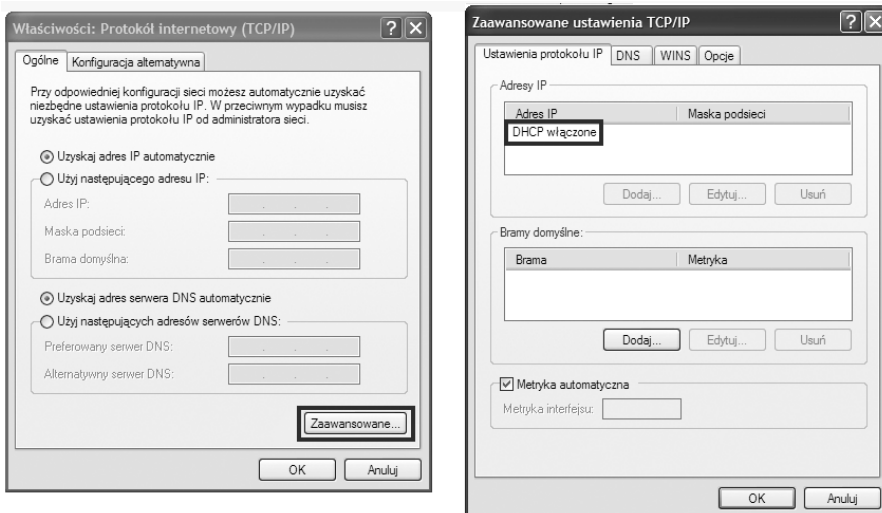 Właściwości: Protokół internetowy (TCP/IP)
Ogólne
Konfiguracja alternatywna
Przy odpowiedniej konfiguracji sieci możesz automatycznie uzyskać
niezbędne ustawienia protokołu IP. W przeciwnym wypadku musisz
uzyskać ustawienia protokołu IP od administratora sieci.
Uzyskaj adres IP automatycznie
Użyj następującego adresu IP:
Adres IP:
Maska podsieci:
Brama domyślna:
Uzyskaj adres serwera DNS automatycznie
Użyj następujących adresów serwerów DNS:
Preferowany serwer DNS:
Alternatywny serwer DNS:
Zaawansowane...
OK
Anuluj
Zaawansowane ustawienia TCP/IP
Ustawienia protokołu IP
DNS
WINS
Opcje
Adresy IP
Adres IP
Maska podsieci
DHCP włączone
Dodaj...
Edytuj...
Usuń
Bramy domyślne:
Brama
Metryka
Dodaj...
Edytuj...
Usuń
Metryka automatyczna
Metryka interfejsu:
OK
Anuluj